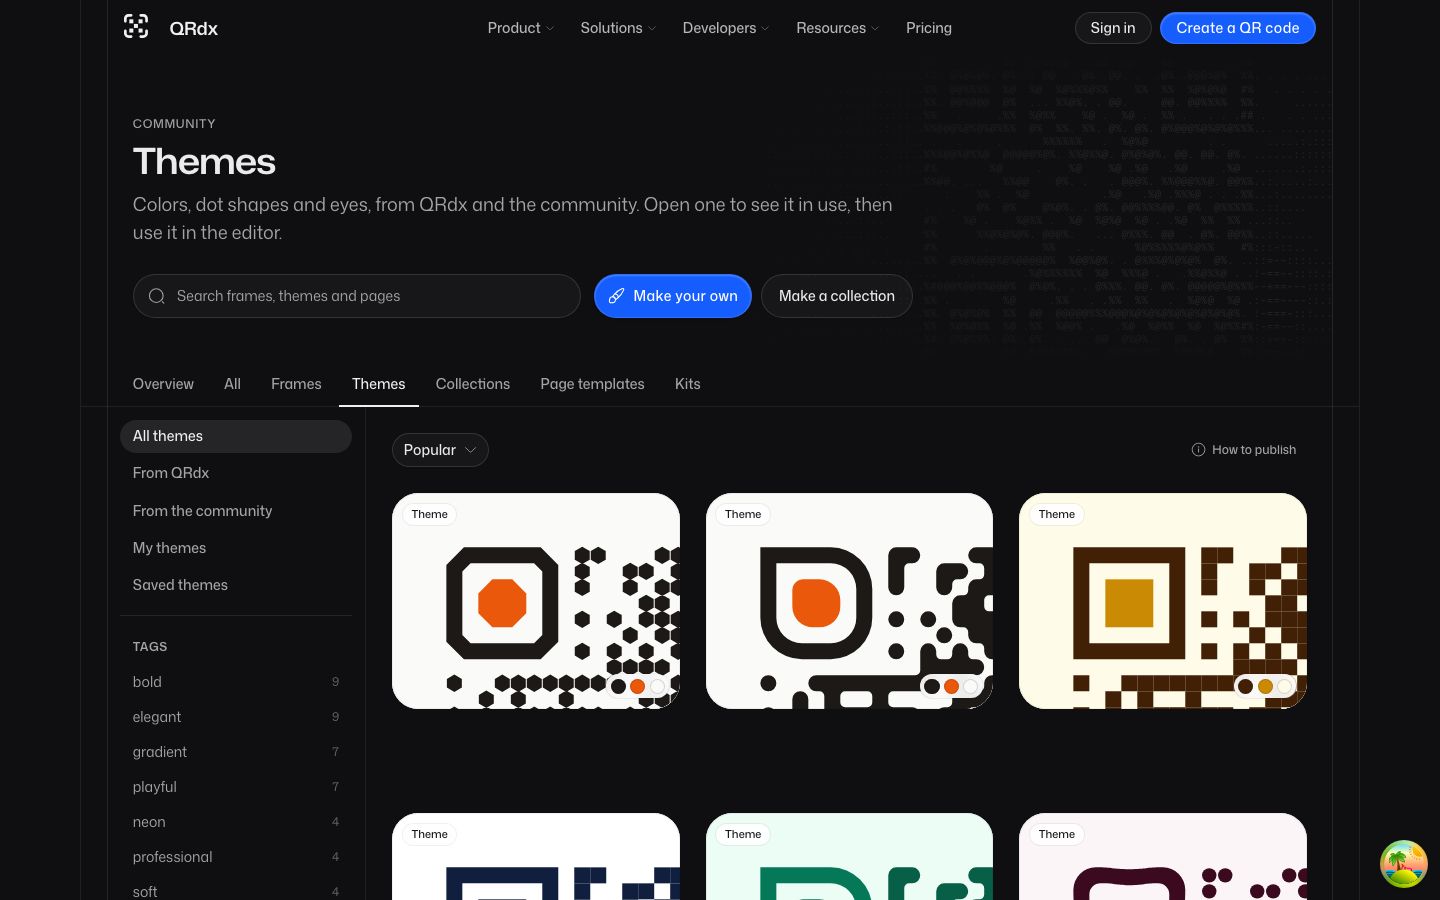 QRdx
Product
Solutions
Developers
Resources
Pricing
Sign in
Create a QR code
COMMUNITY
Themes
Colors, dot shapes and eyes, from QRdx and the community. Open one to see it in use, then
use it in the editor.
Search frames, themes and pages
Make your own
Make a collection
Overview
All
Frames
Themes
Collections
Page templates
Kits
All themes
From QRdx
From the community
My themes
Saved themes
TAGS
bold 9
elegant 9
gradient 7
playful 7
neon 4
professional 4
soft 4
Popular
How to publish
Theme
Theme
Theme
Theme
Theme
Theme